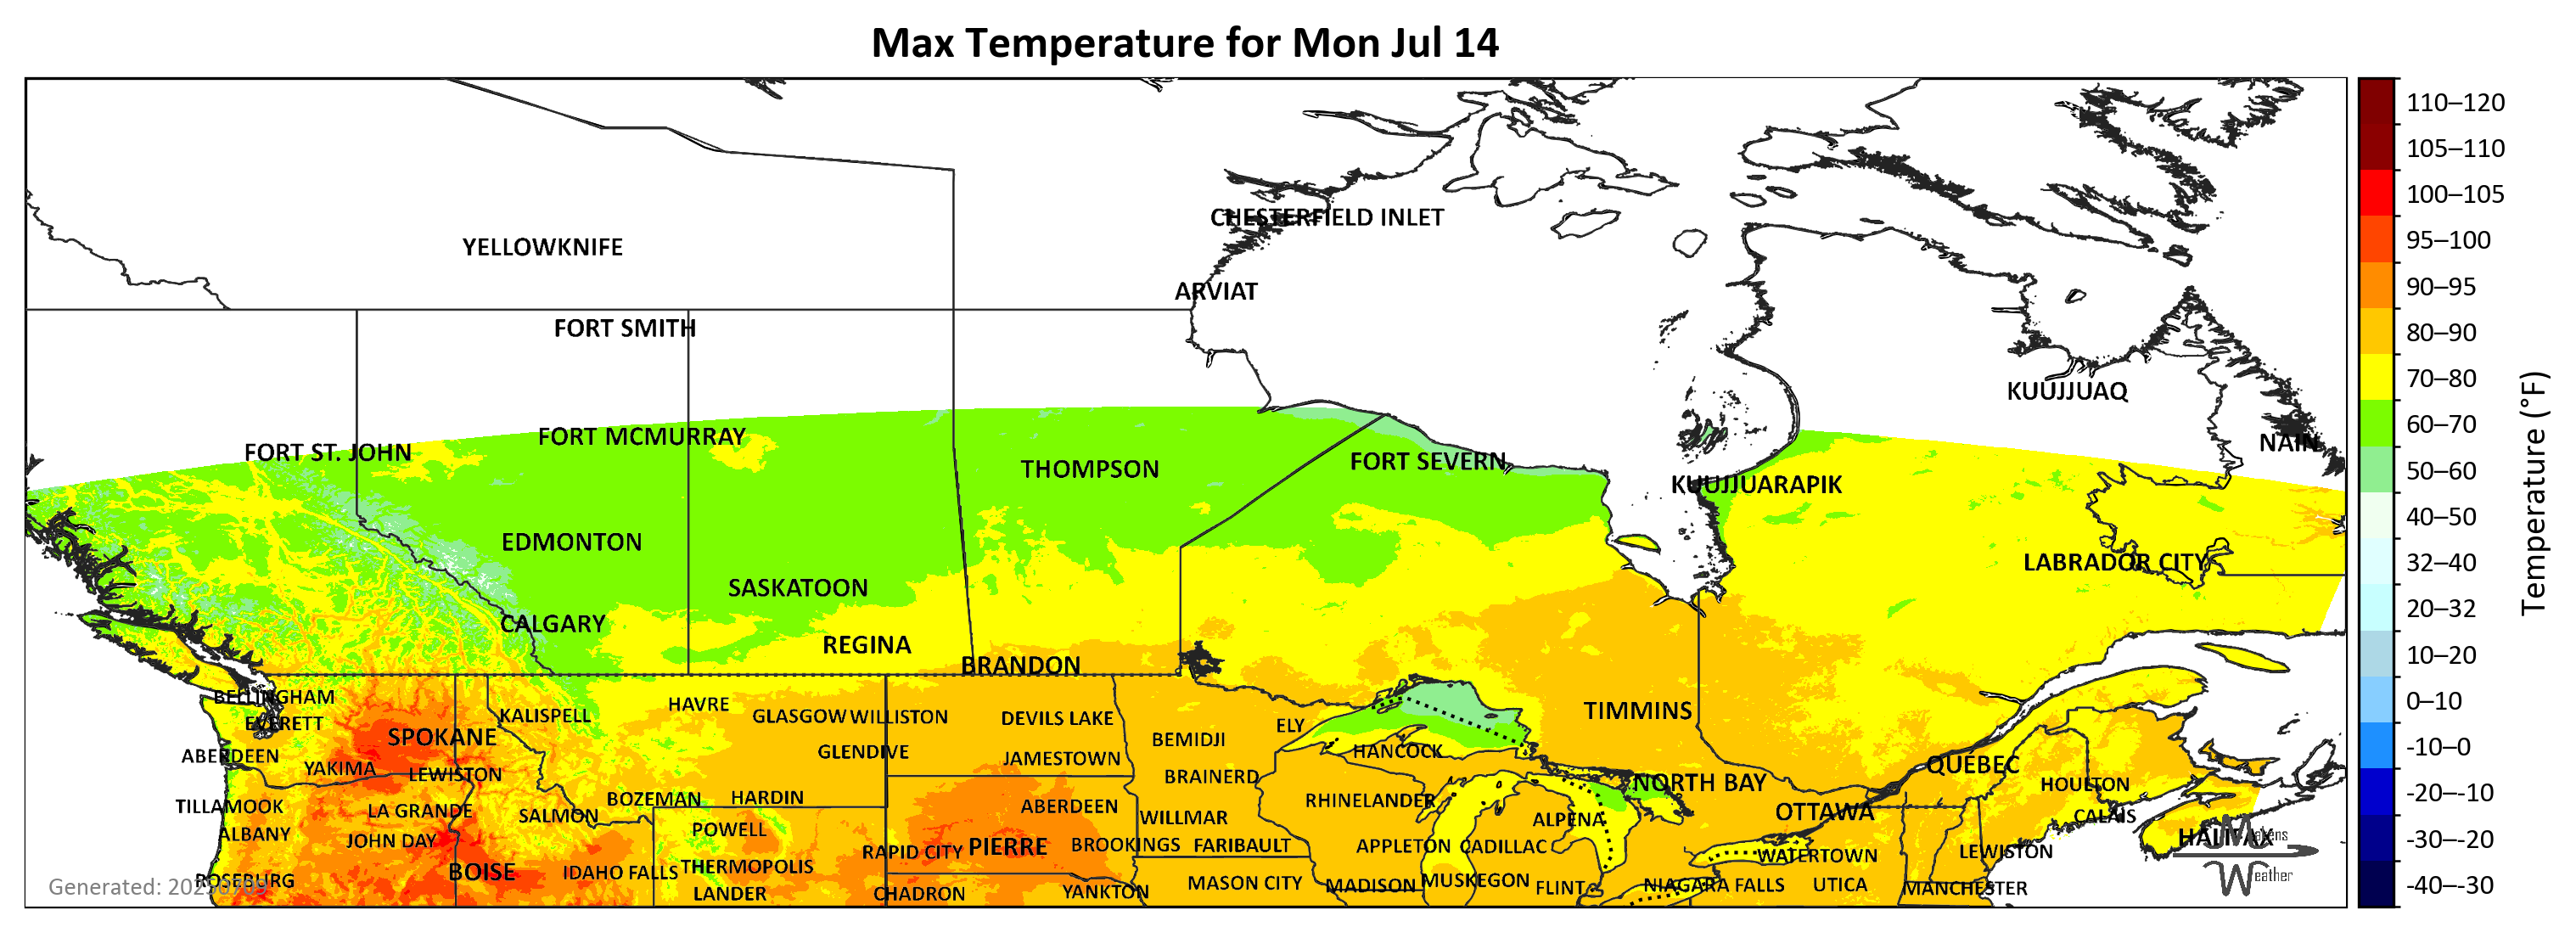 Max Temperature for Mon Jul 14
110–120
105–110
CHESTERFIELD INLET
100–105
YELLOWKNIFE
95–100
ARVIAT
90–95
FORT SMITH
80–90
KUUJJUAQ
70–80
FORT MCMURRAY
60–70
FORT ST. JOHN
NAIN
THOMPSON
FORT SEVERN
50–60
KUUJJUARAPIK
40–50
EDMONTON
LABRADOR CITY
32–40
SASKATOON
20–32
CALGARY
REGINA
10–20
BRANDON
BELLINGHAM
HAVRE
0–10
EVERETT
KALISPELL
GLASGOW WILLISTON
DEVILS LAKE
ELY
TIMMINS
SPOKANE
BEMIDJI
-10–0
ABERDEEN
GLENDIVE
JAMESTOWN
HANCOCK
YAKIMA
LEWISTON
BRAINERD
QUÉBEC
NORTH BAY
HOULTON
-20–-10
TILLAMOOK
LA GRANDE
BOZEMAN
HARDIN
ABERDEEN
RHINELANDER
SALMON
WILLMAR
ALPENA
OTTAWA
CALAIS
ALBANY
JOHN DAY
POWELL
-30–-20
HALIFAX
Makens
RAPID CITY
PIERRE
BROOKINGS
FARIBAULT
APPLETON
CADILLAC
WATERTOWN
LEWISTON
BOISE
IDAHO FALLS
THERMOPOLIS
Weather
ROSEBURG
LANDER
CHADRON
YANKTON
MASON CITY
MADISON
MUSKEGON
FLINT
NIAGARA FALLS
UTICA
MANCHESTER
-40–-30
Generated: 20250709
Temperature (°F)